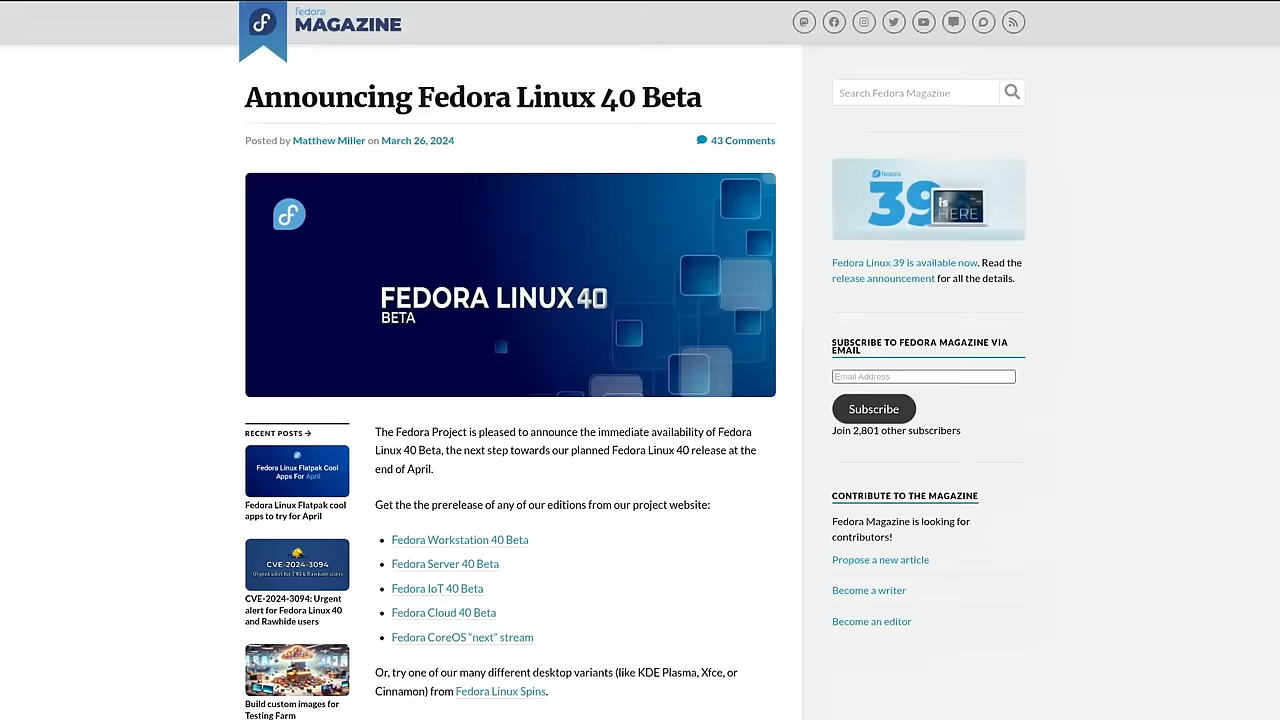 fedora
MAGAZINE
Announcing Fedora Linux 40 Beta
Posted by Matthew Miller on March 26, 2024
43 Comments
FEDORA LINUX 40
BETA
RECENT POSTS →
Fedora Linux Flatpak Cool
Apps For April
Fedora Linux Flatpak cool
apps to try for April
CVE-2024-3094
Urgent alert for F40 & Rawhide users
CVE-2024-3094: Urgent
alert for Fedora Linux 40
and Rawhide users
Build custom images for
Testing Farm
The Fedora Project is pleased to announce the immediate availability of Fedora
Linux 40 Beta, the next step towards our planned Fedora Linux 40 release at the
end of April.
Get the the prerelease of any of our editions from our project website:
• Fedora Workstation 40 Beta
• Fedora Server 40 Beta
• Fedora IoT 40 Beta
• Fedora Cloud 40 Beta
• Fedora CoreOS “next” stream
Or, try one of our many different desktop variants (like KDE Plasma, Xfce, or
Cinnamon) from Fedora Linux Spins.
Search Fedora Magazine
fedora
39
is
HERE
Fedora Linux 39 is available now. Read the
release announcement for all the details.
SUBSCRIBE TO FEDORA MAGAZINE VIA
EMAIL
Email Address
Subscribe
Join 2,801 other subscribers
CONTRIBUTE TO THE MAGAZINE
Fedora Magazine is looking for
contributors!
Propose a new article
Become a writer
Become an editor